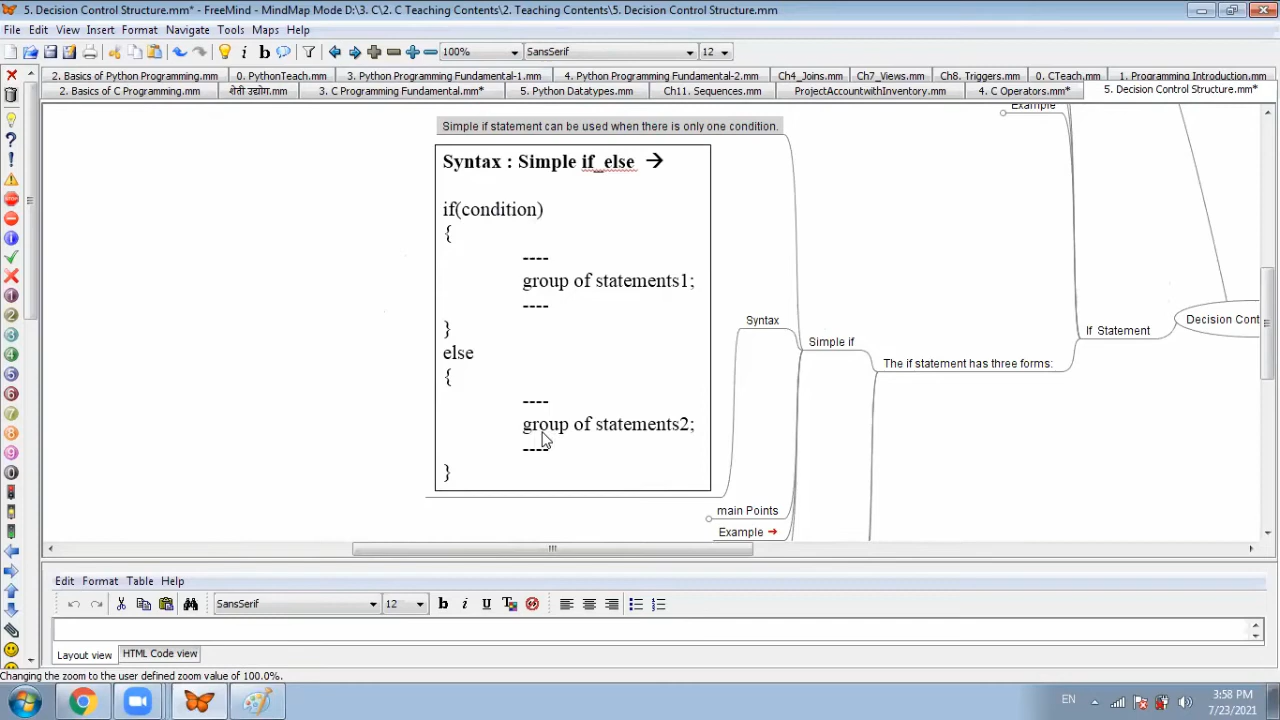 5. Decision Control Structure.mm* - FreeMind - MindMap Mode D:\3. C\2. C Teaching Contents\2. Teaching Contents\5. Decision Control Structure.mm
File Edit View Insert Format Navigate Tools Maps Help
100% SansSerif 12
2. Basics of Python Programming.mm 0. PythonTeach.mm 3. Python Programming Fundamental-1.mm 4. Python Programming Fundamental-2.mm Ch4_Joins.mm Ch7_Views.mm Ch8. Triggers.mm 0. CTeach.mm 1. Programming Introduction.mm
2. Basics of C Programming.mm शेती उद्योग.mm 3. C Programming Fundamental.mm* 5. Python Datatypes.mm Ch11. Sequences.mm ProjectAccountwithInventory.mm 4. C Operators.mm* 5. Decision Control Structure.mm*
Example
Simple if statement can be used when there is only one condition.
Syntax : Simple if_else →
if(condition)
{
----
group of statements1;
----
}
else
{
----
group of statements2;
----
}
Syntax
Simple if
The if statement has three forms:
If Statement
Decision Cont
main Points
Example
Edit Format Table Help
SansSerif 12
Layout view HTML Code view
Changing the zoom to the user defined zoom value of 100.0%.
EN
3:58 PM
7/23/2021